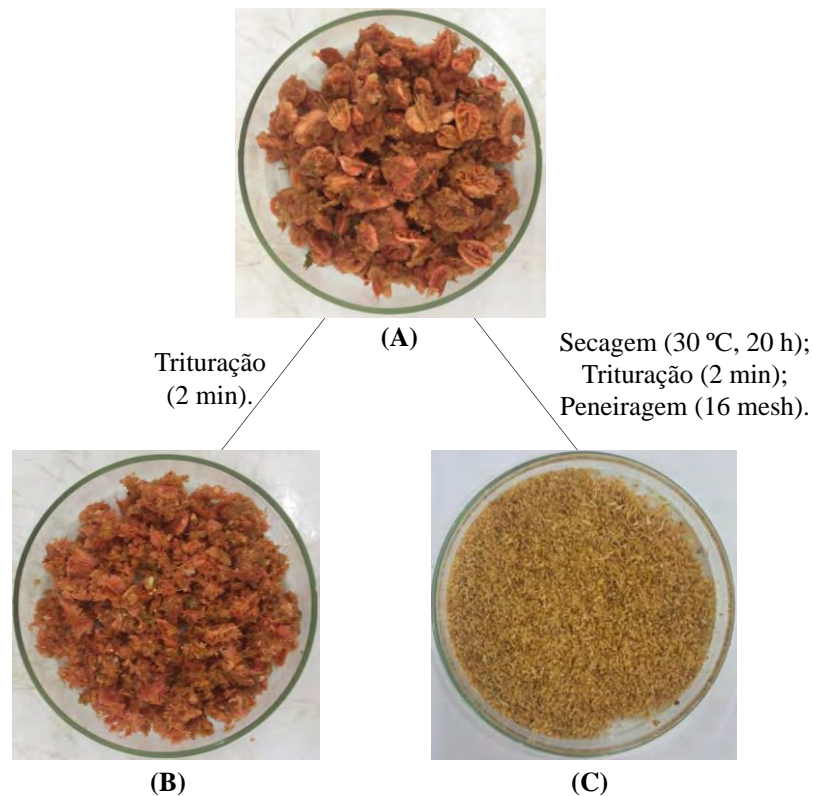 (A)
Trituração
(2 min).
Secagem (30 ºC, 20 h);
Trituração (2 min);
Peneiragem (16 mesh).
(B)
(C)